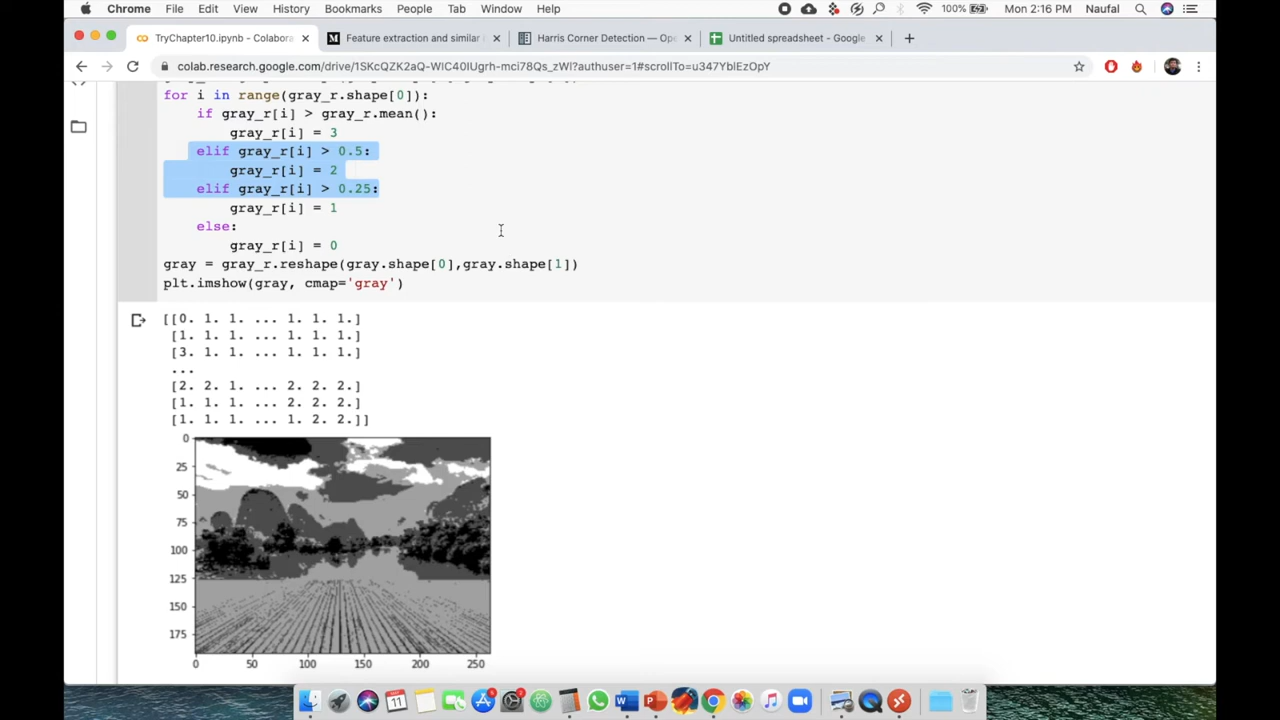 Chrome File Edit View History Bookmarks People Tab Window Help 100% Mon 2:16 PM Naufal
TryChapter10.ipynb - Colabora Feature extraction and similar Harris Corner Detection — Ope Untitled spreadsheet - Google
colab.research.google.com/drive/1SKcQZK2aQ-WIC40IUgrh-mci78Qs_zWl?authuser=1#scrollTo=u347YbIEzOpY
for i in range(gray_r.shape[0]):
if gray_r[i] > gray_r.mean():
gray_r[i] = 3
elif gray_r[i] > 0.5:
gray_r[i] = 2
elif gray_r[i] > 0.25:
gray_r[i] = 1
else:
gray_r[i] = 0
gray = gray_r.reshape(gray.shape[0],gray.shape[1])
plt.imshow(gray, cmap='gray')
[[0. 1. 1. ... 1. 1. 1.]
[1. 1. 1. ... 1. 1. 1.]
[3. 1. 1. ... 1. 1. 1.]
...
[2. 2. 1. ... 2. 2. 2.]
[1. 1. 1. ... 2. 2. 2.]
[1. 1. 1. ... 1. 2. 2.]]
0
25
50
75
100
125
150
175
0 50 100 150 200 250
11